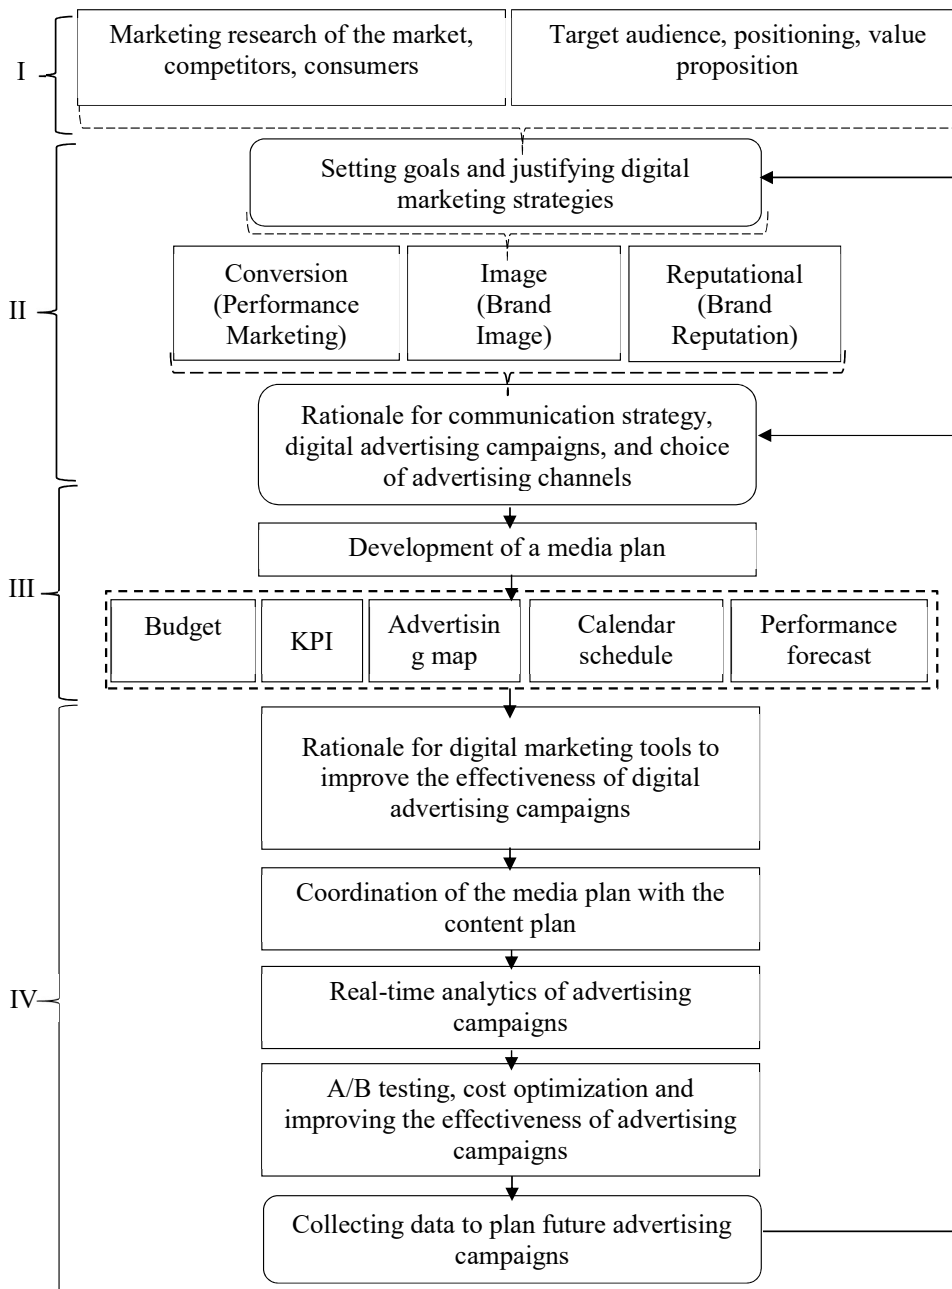 I
Marketing research of the market,
competitors, consumers
Target audience, positioning, value
proposition
II
Setting goals and justifying digital
marketing strategies
Conversion
(Performance
Marketing)
Image
(Brand
Image)
Reputational
(Brand
Reputation)
Rationale for communication strategy,
digital advertising campaigns, and choice
of advertising channels
III
Development of a media plan
Budget
KPI
Advertisin
g map
Calendar
schedule
Performance
forecast
IV
Rationale for digital marketing tools to
improve the effectiveness of digital
advertising campaigns
Coordination of the media plan with the
content plan
Real-time analytics of advertising
campaigns
A/B testing, cost optimization and
improving the effectiveness of advertising
campaigns
Collecting data to plan future advertising
campaigns